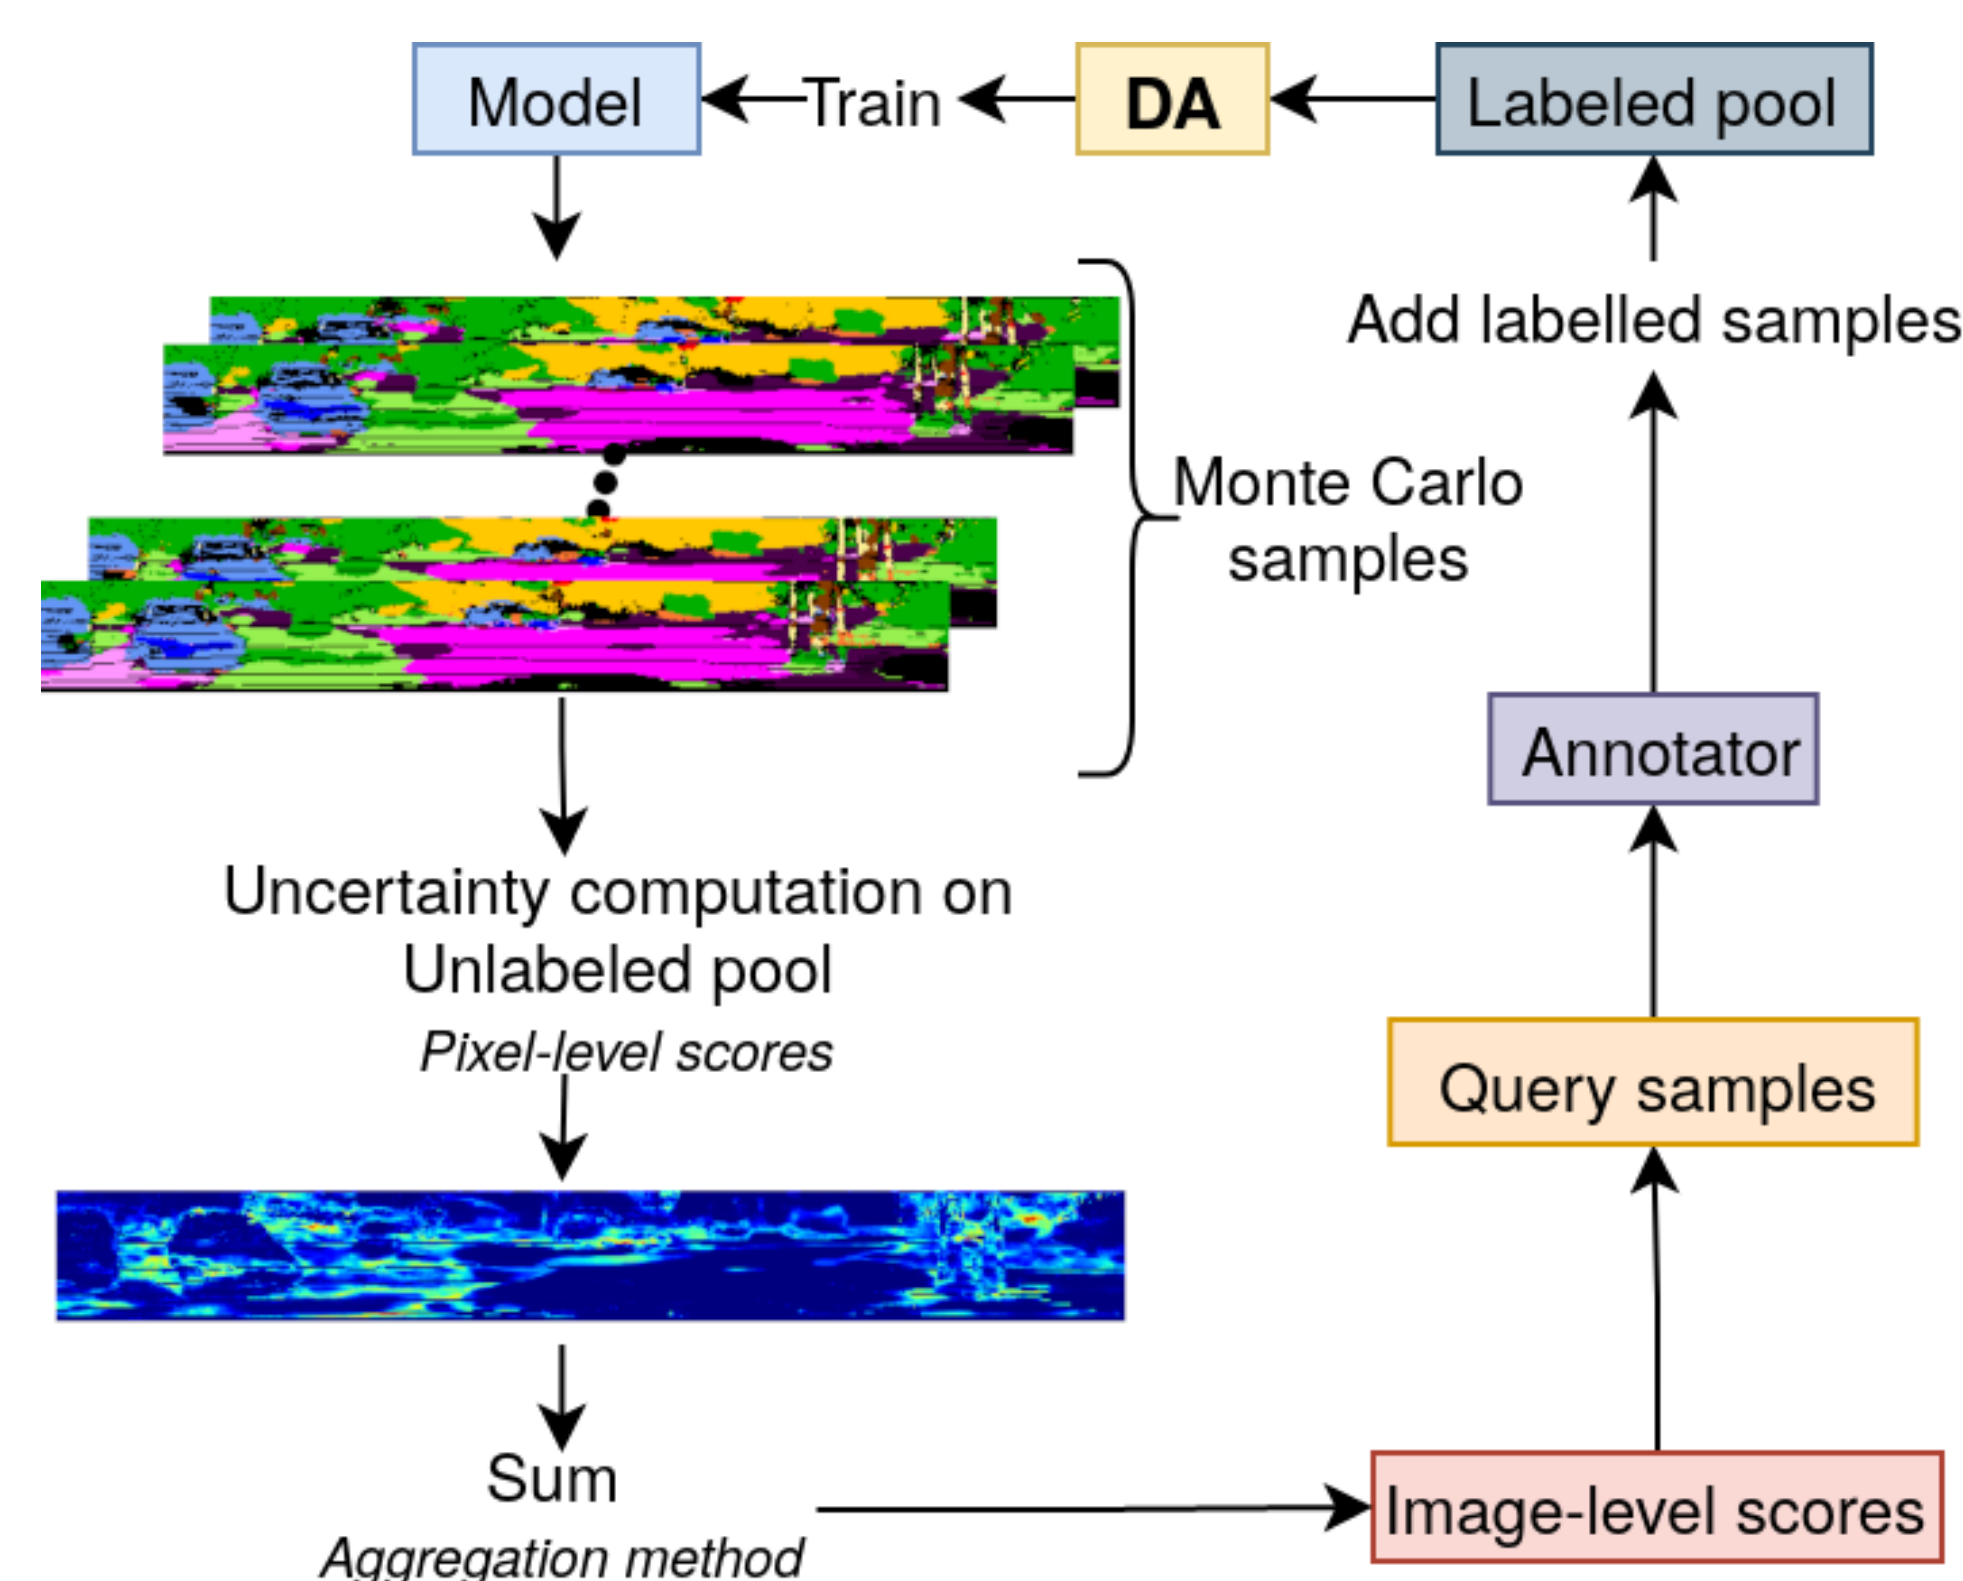 Model
Train
DA
Labeled pool
Add labelled samples
Monte Carlo
samples
Annotator
Uncertainty computation on
Unlabeled pool
Pixel-level scores
Query samples
Sum
Aggregation method
Image-level scores